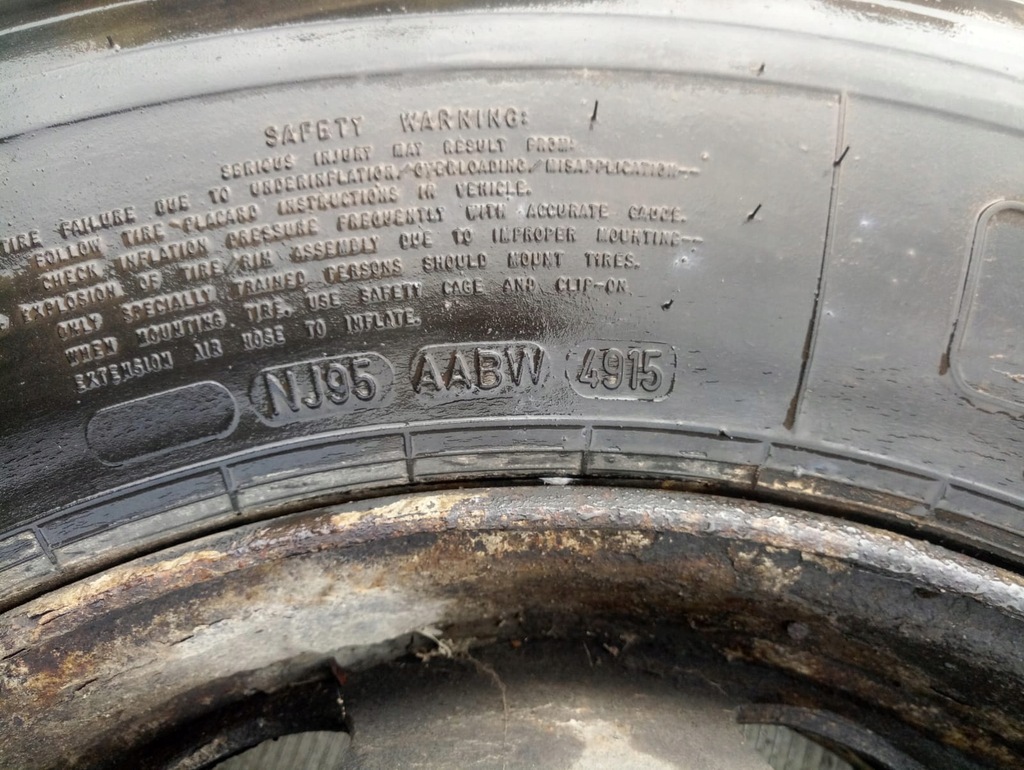 SAFETY WARNING:
SERIOUS INJURY MAY RESULT FROM:
TIRE FAILURE DUE TO UNDERINFLATION/OVERLOADING/MISAPPLICATION--
FOLLOW TIRE PLACARD INSTRUCTIONS IN VEHICLE.
CHECK INFLATION PRESSURE FREQUENTLY WITH ACCURATE GAUGE.
EXPLOSION OF TIRE/RIM ASSEMBLY DUE TO IMPROPER MOUNTING--
ONLY SPECIALLY TRAINED PERSONS SHOULD MOUNT TIRES.
WHEN MOUNTING TIRE, USE SAFETY CAGE AND CLIP-ON
EXTENSION AIR HOSE TO INFLATE.
NJ95 AABW 4915